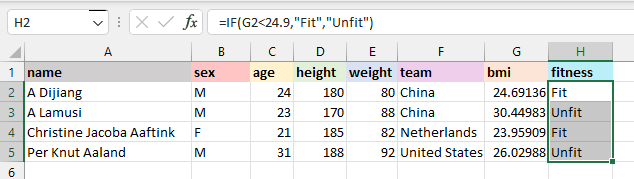 H2 fx =IF(G2<24.9,"Fit","Unfit")
A B C D E F G H
1 name sex age height weight team bmi fitness
2 A Dijiang M 24 180 80 China 24.69136 Fit
3 A Lamusi M 23 170 88 China 30.44983 Unfit
4 Christine Jacoba Aaftink F 21 185 82 Netherlands 23.95909 Fit
5 Per Knut Aaland M 31 188 92 United States 26.02988 Unfit
6